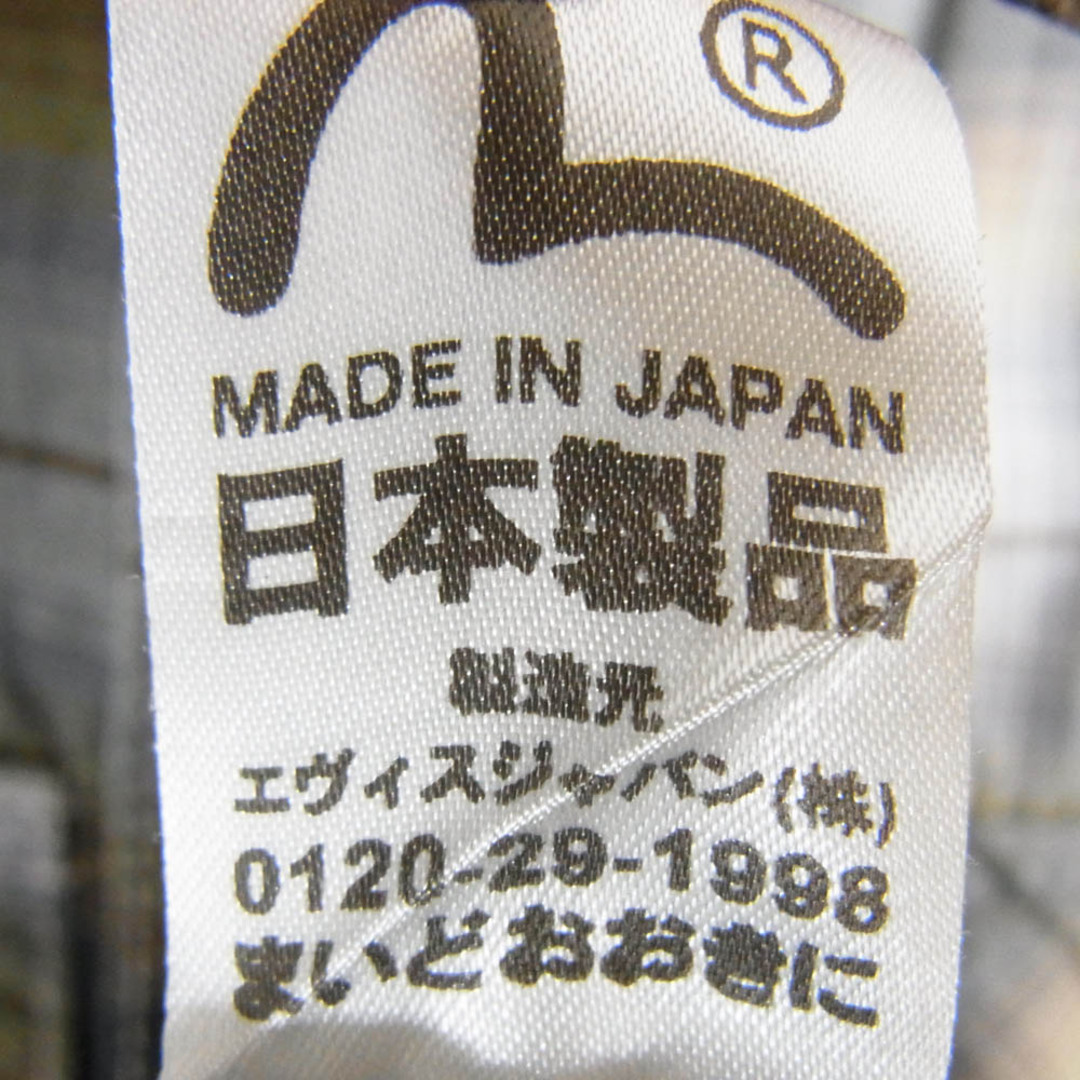 ®
MADE IN JAPAN
日本製品
製造元
エヴィスジャパン(株)
0120-29-1998
まいどおおきに